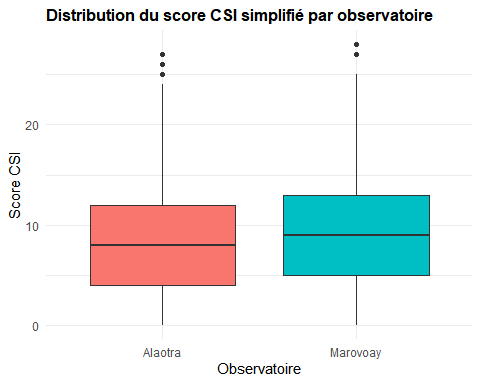 Distribution du score CSI simplifié par observatoire
Score CSI
20
10
0
Alaotra
Marovoay
Observatoire